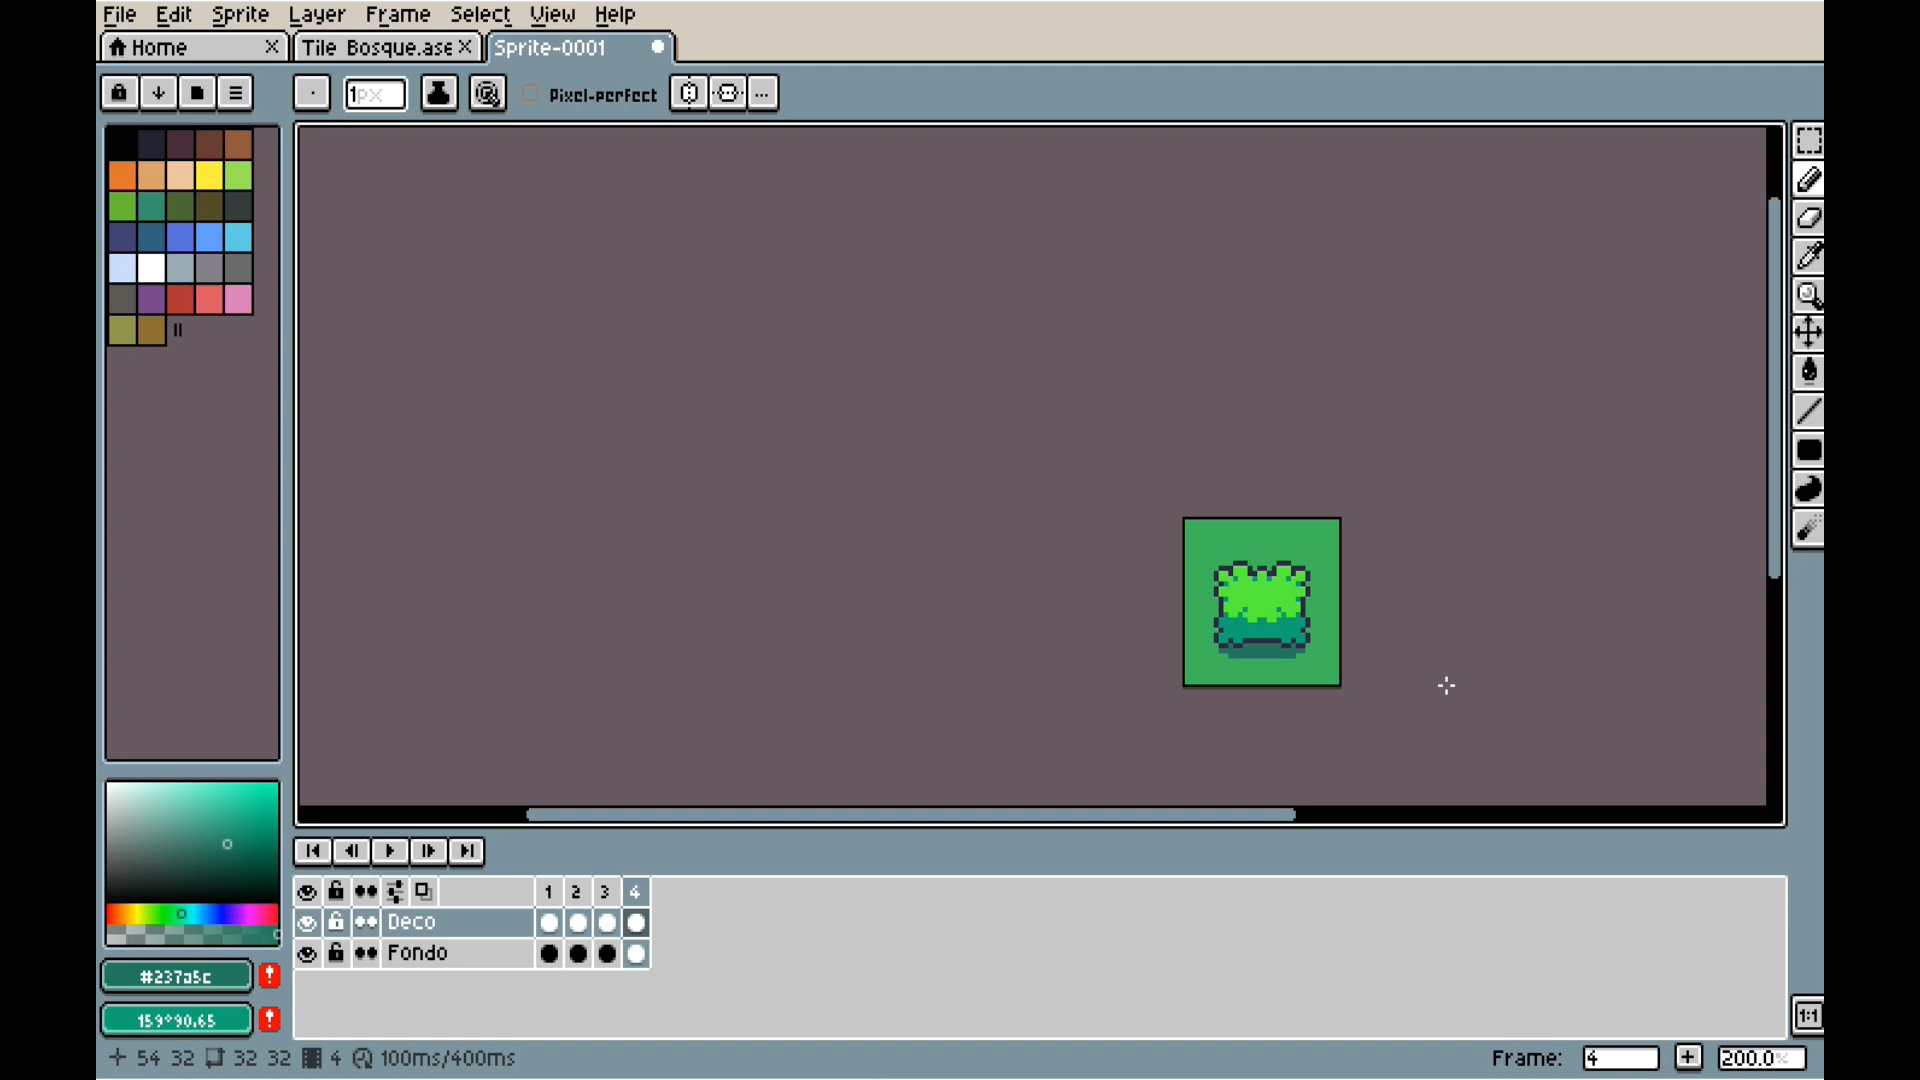 File Edit Sprite Layer Frame Select View Help
Home Tile Bosque.ase Sprite-0001
1px Pixel-perfect ...
1 2 3 4
Deco
Fondo
#237a5c !
159°90.65 !
1:1
54 32 32 32 4 100ms/400ms Frame: 4 + 200.0%